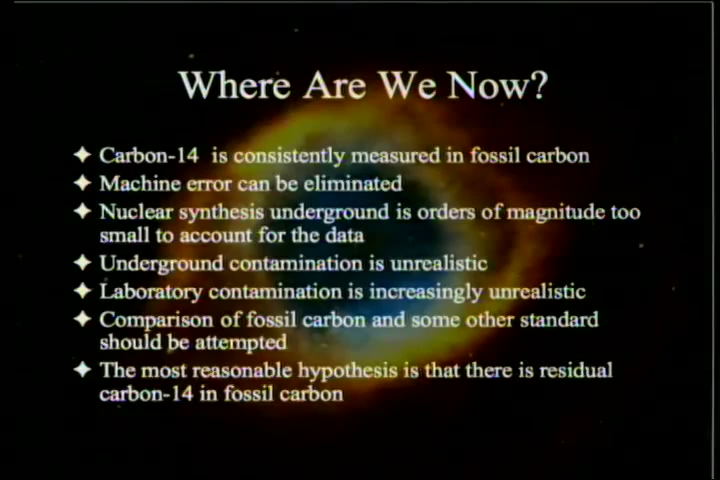 Where Are We Now?
Carbon-14 is consistently measured in fossil carbon
Machine error can be eliminated
Nuclear synthesis underground is orders of magnitude too
small to account for the data
Underground contamination is unrealistic
Laboratory contamination is increasingly unrealistic
Comparison of fossil carbon and some other standard
should be attempted
The most reasonable hypothesis is that there is residual
carbon-14 in fossil carbon